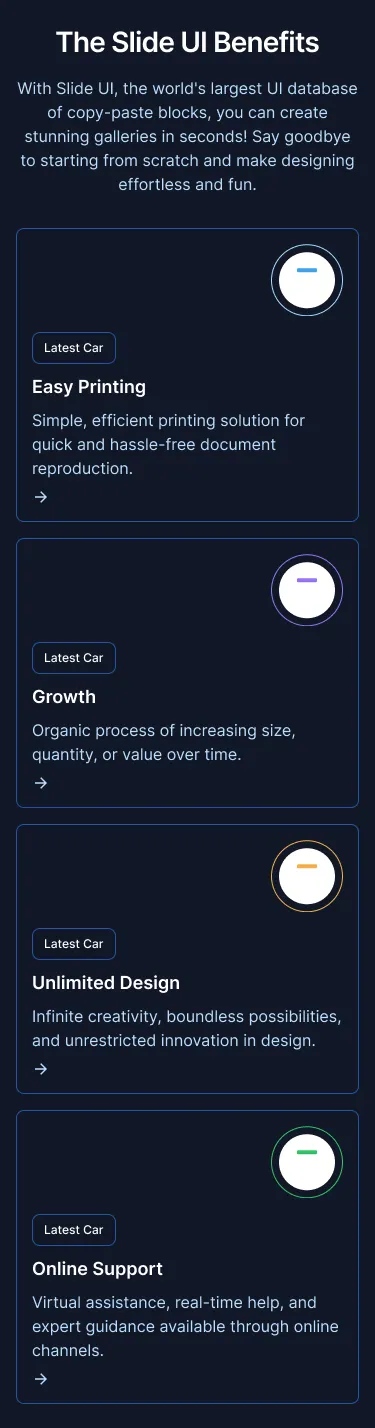 The Slide UI Benefits
With Slide UI, the world's largest UI database
of copy-paste blocks, you can create
stunning galleries in seconds! Say goodbye
to starting from scratch and make designing
effortless and fun.
Latest Car
Easy Printing
Simple, efficient printing solution for
quick and hassle-free document
reproduction.
Latest Car
Growth
Organic process of increasing size,
quantity, or value over time.
Latest Car
Unlimited Design
Infinite creativity, boundless possibilities,
and unrestricted innovation in design.
Latest Car
Online Support
Virtual assistance, real-time help, and
expert guidance available through online
channels.